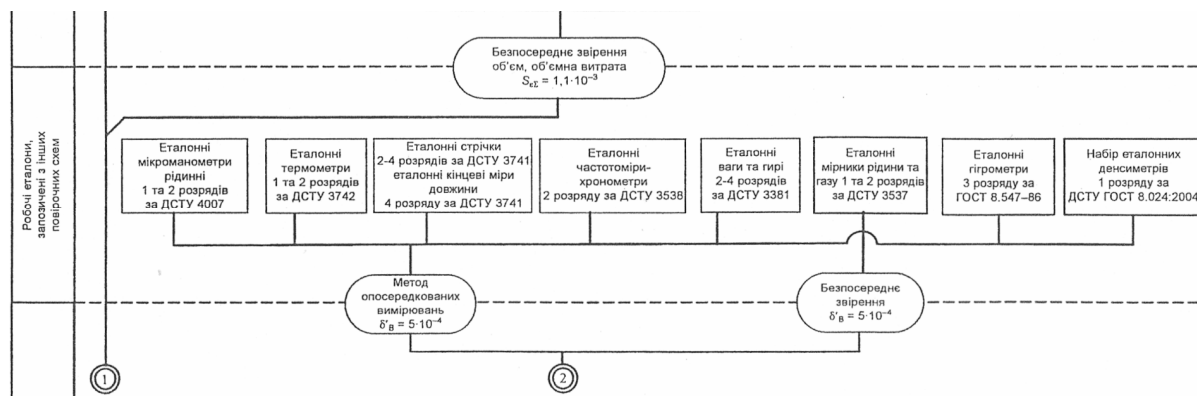 Безпосереднє звірення
об'єм, об'ємна витрата
S_εΣ = 1,1·10⁻³
Робочі еталони,
запозичені з інших
повірочних схем
Еталонні
мікроманометри
рідинні
1 та 2 розрядів
за ДСТУ 4007
Еталонні
термометри
1 та 2 розрядів
за ДСТУ 3742
Еталонні стрічки
2-4 розрядів за ДСТУ 3741
еталонні кінцеві міри
довжини
4 розряду за ДСТУ 3741
Еталонні
частотоміри-
хронометри
2 розряду за ДСТУ 3538
Еталонні
ваги та гирі
2-4 розрядів
за ДСТУ 3381
Еталонні
мірники рідини та
газу 1 та 2 розрядів
за ДСТУ 3537
Еталонні
гігрометри
3 розряду за
ГОСТ 8.547–86
Набір еталонних
денсиметрів
1 розряду за
ДСТУ ГОСТ 8.024:2004
Метод
опосередкованих
вимірювань
δ'_В = 5·10⁻⁴
Безпосереднє
звірення
δ'_В = 5·10⁻⁴
1
2